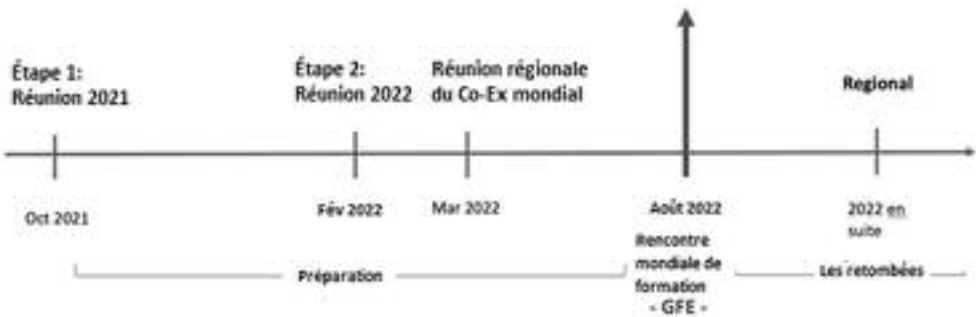 Étape 1:
Réunion 2021
Étape 2:
Réunion 2022
Réunion régionale
du Co-Ex mondial
Regional
Oct 2021
Fév 2022
Mar 2022
Août 2022
2022 en
suite
Rencontre
mondiale de
formation
- GFE -
Préparation
Les retombées